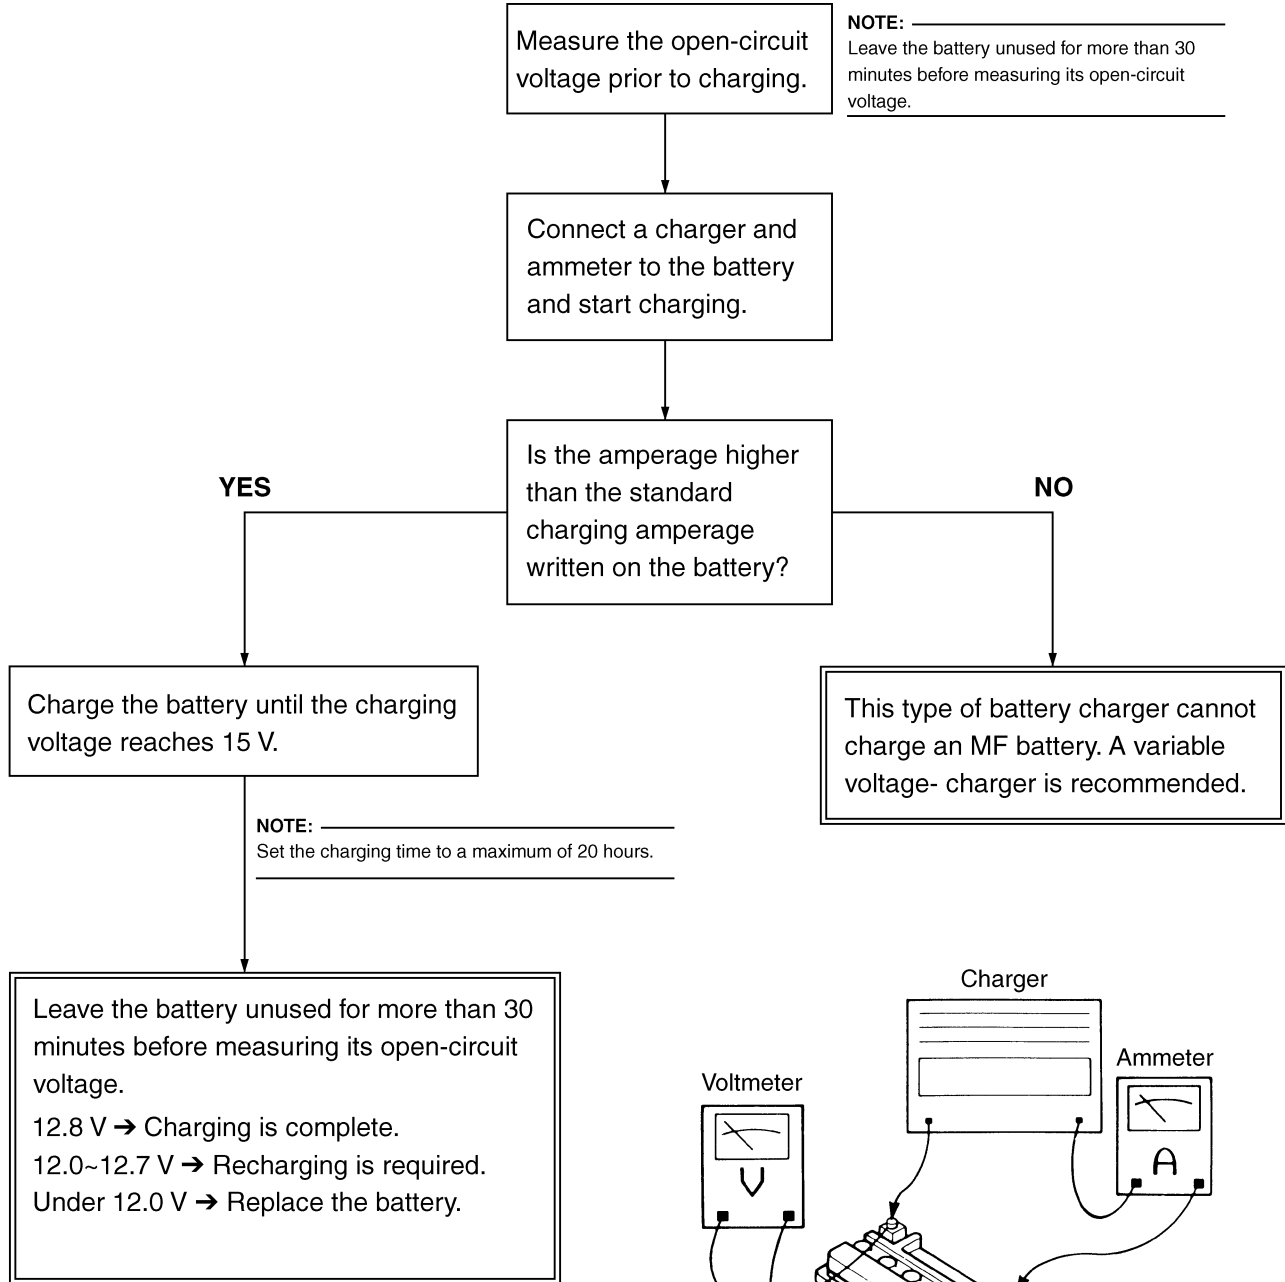 Measure the open-circuit
voltage prior to charging.
NOTE:
Leave the battery unused for more than 30
minutes before measuring its open-circuit
voltage.
Connect a charger and
ammeter to the battery
and start charging.
Is the amperage higher
than the standard
charging amperage
written on the battery?
YES
NO
Charge the battery until the charging
voltage reaches 15 V.
This type of battery charger cannot
charge an MF battery. A variable
voltage- charger is recommended.
NOTE:
Set the charging time to a maximum of 20 hours.
Leave the battery unused for more than 30
minutes before measuring its open-circuit
voltage.
12.8 V ➔ Charging is complete.
12.0~12.7 V ➔ Recharging is required.
Under 12.0 V ➔ Replace the battery.
Charger
Ammeter
Voltmeter
A
V